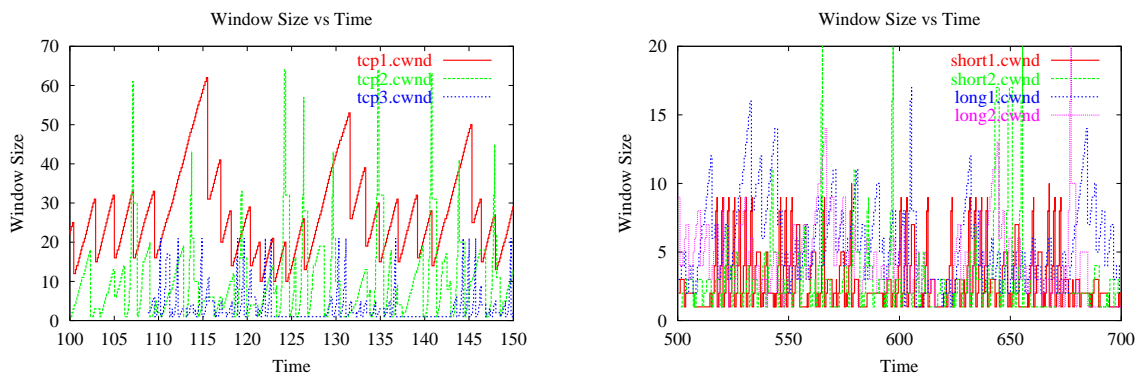 Window Size vs Time
70
60
50
40
30
20
10
0
Window Size
tcp1.cwnd
tcp2.cwnd
tcp3.cwnd
100 105 110 115 120 125 130 135 140 145 150
Time
Window Size vs Time
20
15
10
5
0
Window Size
short1.cwnd
short2.cwnd
long1.cwnd
long2.cwnd
500 550 600 650 700
Time